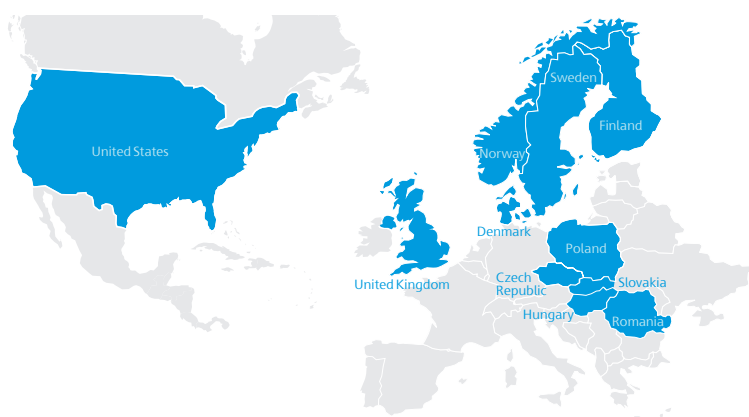 Sweden
Finland
United States
Norway
Denmark
Poland
Czech
Republic
United Kingdom
Slovakia
Hungary
Romania